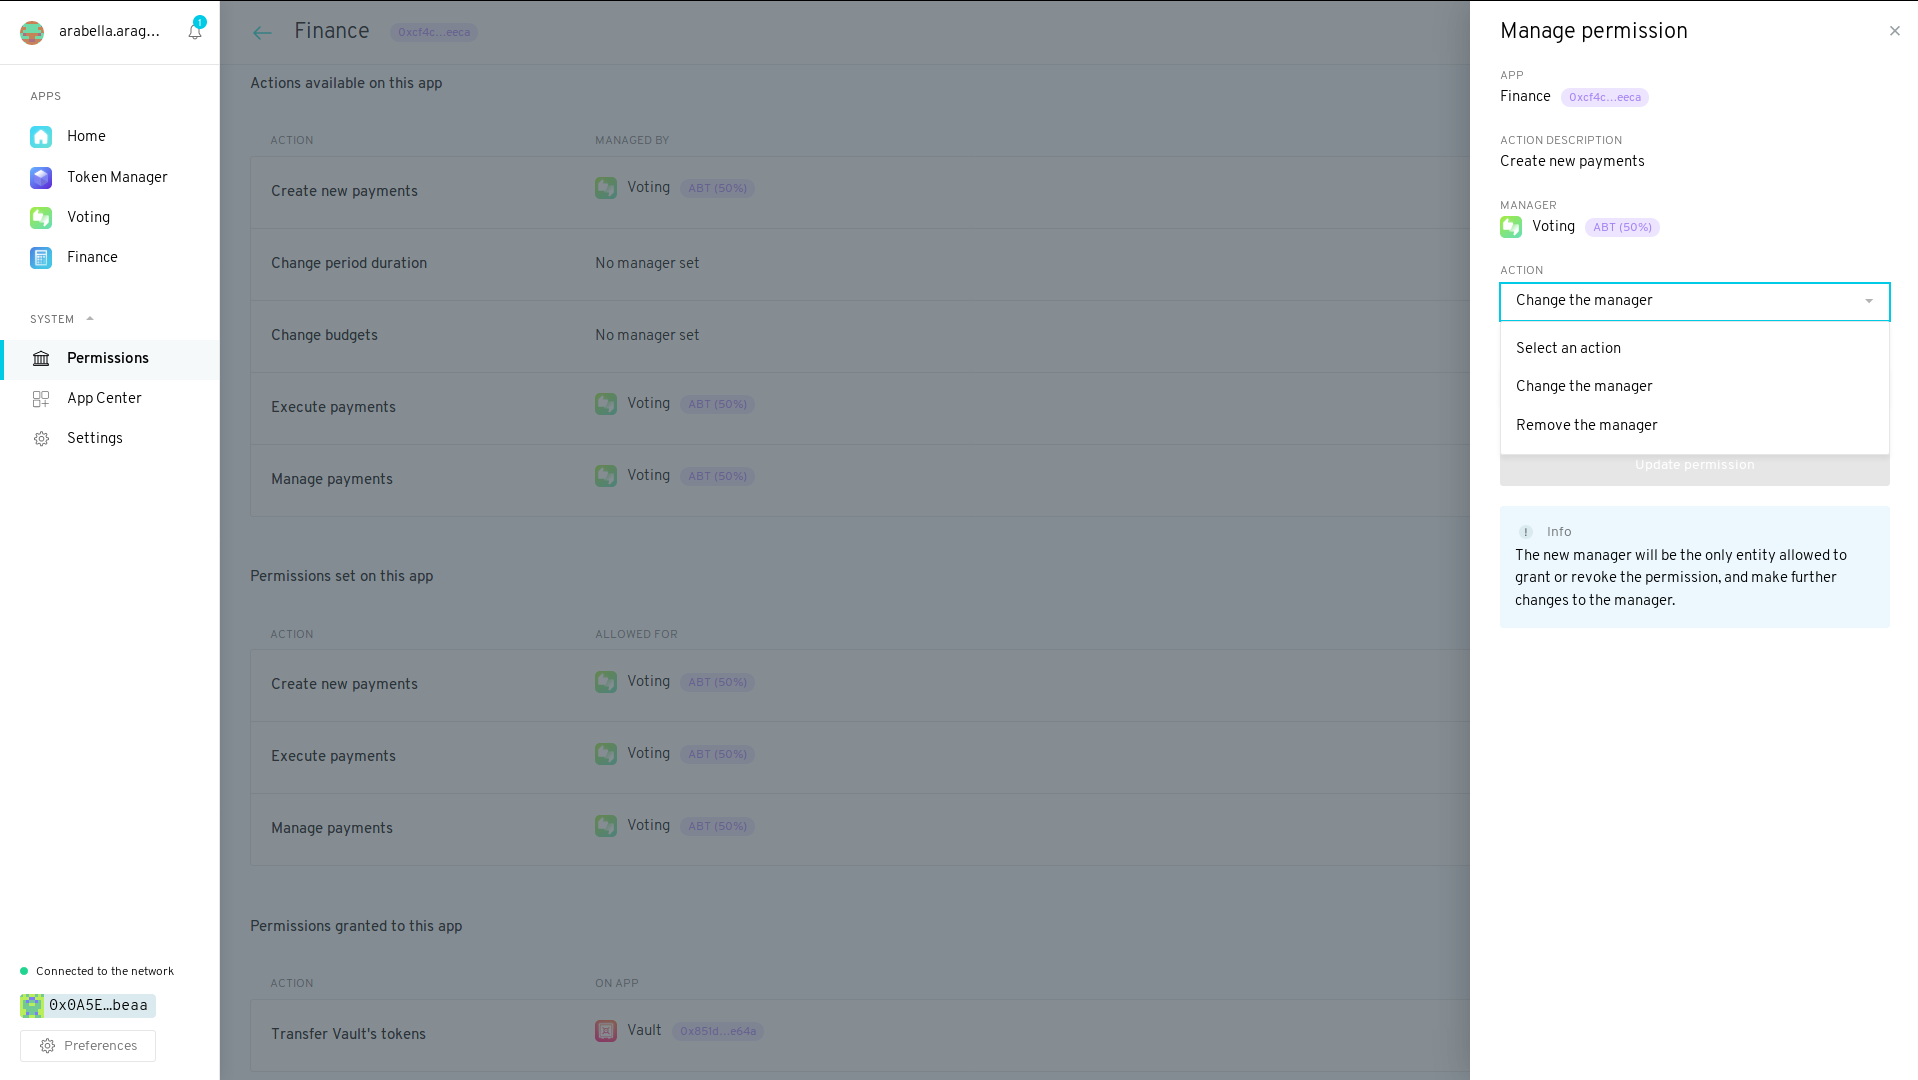 arabella.arag...
1
APPS
Home
Token Manager
Voting
Finance
SYSTEM
Permissions
App Center
Settings
Connected to the network
0x0A5E…beaa
Preferences
Finance 0xcf4c…eeca
Actions available on this app
ACTION MANAGED BY
Create new payments Voting ABT (50%)
Change period duration No manager set
Change budgets No manager set
Execute payments Voting ABT (50%)
Manage payments Voting ABT (50%)
Permissions set on this app
ACTION ALLOWED FOR
Create new payments Voting ABT (50%)
Execute payments Voting ABT (50%)
Manage payments Voting ABT (50%)
Permissions granted to this app
ACTION ON APP
Transfer Vault's tokens Vault 0x851d…e64a
Manage permission
APP
Finance 0xcf4c…eeca
ACTION DESCRIPTION
Create new payments
MANAGER
Voting ABT (50%)
ACTION
Change the manager
Select an action
Change the manager
Remove the manager
Update permission
Info
The new manager will be the only entity allowed to
grant or revoke the permission, and make further
changes to the manager.